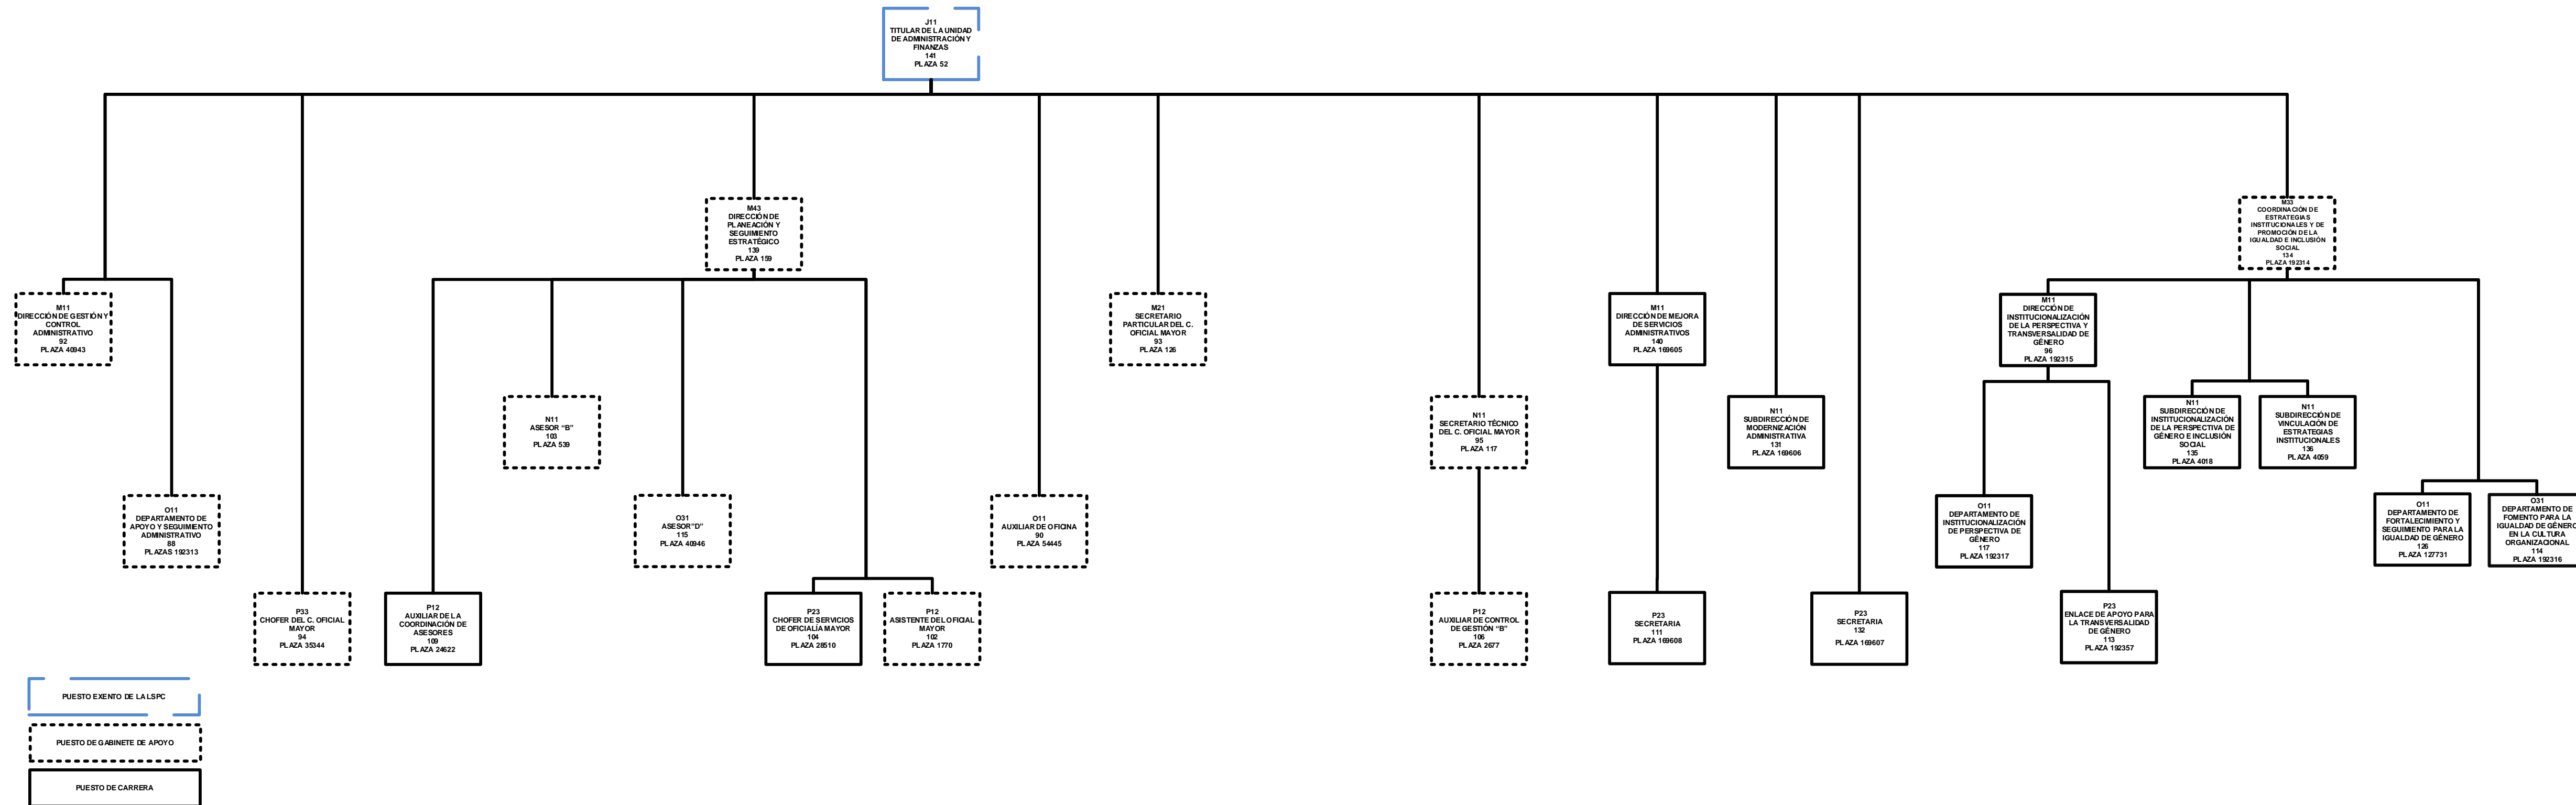 J11
TITULAR DE LA UNIDAD
DE ADMINISTRACIÓN Y
FINANZAS
141
PLAZA 52
M43
DIRECCIÓN DE
PLANEACIÓN Y
SEGUIMIENTO
ESTRATÉGICO
139
PLAZA 159
M33
COORDINACIÓN DE
ESTRATEGIAS
INSTITUCIONALES Y DE
PROMOCIÓN DE LA
IGUALDAD E INCLUSIÓN
SOCIAL
134
PLAZA 192314
M11
DIRECCIÓN DE GESTIÓN Y
CONTROL
ADMINISTRATIVO
92
PLAZA 40943
M21
SECRETARIO
PARTICULAR DEL C.
OFICIAL MAYOR
93
PLAZA 126
M11
DIRECCIÓN DE MEJORA
DE SERVICIOS
ADMINISTRATIVOS
140
PLAZA 169605
M11
DIRECCIÓN DE
INSTITUCIONALIZACIÓN
DE LA PERSPECTIVA Y
TRANSVERSALIDAD DE
GÉNERO
96
PLAZA 192315
N11
ASESOR “B”
103
PLAZA 539
N11
SECRETARIO TÉCNICO
DEL C. OFICIAL MAYOR
95
PLAZA 117
N11
SUBDIRECCIÓN DE
MODERNIZACIÓN
ADMINISTRATIVA
131
PLAZA 169606
N11
SUBDIRECCIÓN DE
INSTITUCIONALIZACIÓN
DE LA PERSPECTIVA DE
GÉNERO E INCLUSIÓN
SOCIAL
135
PLAZA 4018
N11
SUBDIRECCIÓN DE
VINCULACIÓN DE
ESTRATEGIAS
INSTITUCIONALES
136
PLAZA 4059
O11
DEPARTAMENTO DE
APOYO Y SEGUIMIENTO
ADMINISTRATIVO
88
PLAZAS 192313
O31
ASESOR"D"
115
PLAZA 40946
O11
AUXILIAR DE OFICINA
90
PLAZA 54445
O11
DEPARTAMENTO DE
INSTITUCIONALIZACIÓN
DE PERSPECTIVA DE
GÉNERO
117
PLAZA 192317
O11
DEPARTAMENTO DE
FORTALECIMIENTO Y
SEGUIMIENTO PARA LA
IGUALDAD DE GÉNERO
126
PLAZA 127731
O31
DEPARTAMENTO DE
FOMENTO PARA LA
IGUALDAD DE GÉNERO
EN LA CULTURA
ORGANIZACIONAL
114
PLAZA 192316
P33
CHOFER DEL C. OFICIAL
MAYOR
94
PLAZA 35344
P12
AUXILIAR DE LA
COORDINACIÓN DE
ASESORES
109
PLAZA 24622
P23
CHOFER DE SERVICIOS
DE OFICIALÍA MAYOR
104
PLAZA 28510
P12
ASISTENTE DEL OFICIAL
MAYOR
102
PLAZA 1770
P12
AUXILIAR DE CONTROL
DE GESTIÓN “B”
106
PLAZA 2677
P23
SECRETARIA
111
PLAZA 169608
P23
SECRETARIA
132
PLAZA 169607
P23
ENLACE DE APOYO PARA
LA TRANSVERSALIDAD
DE GÉNERO
113
PLAZA 192357
PUESTO EXENTO DE LA LSPC
PUESTO DE GABINETE DE APOYO
PUESTO DE CARRERA